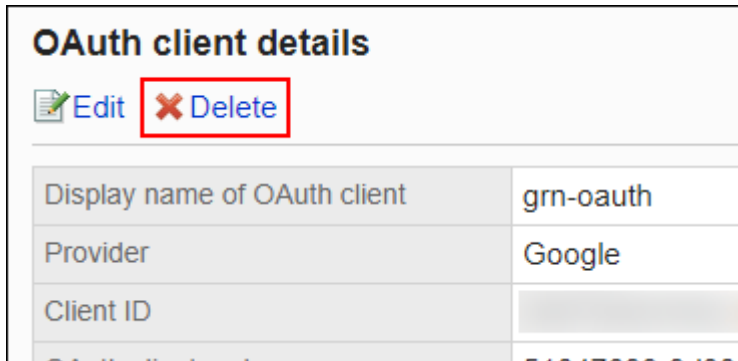 OAuth client details
Edit Delete
Display name of OAuth client grn-oauth
Provider Google
Client ID